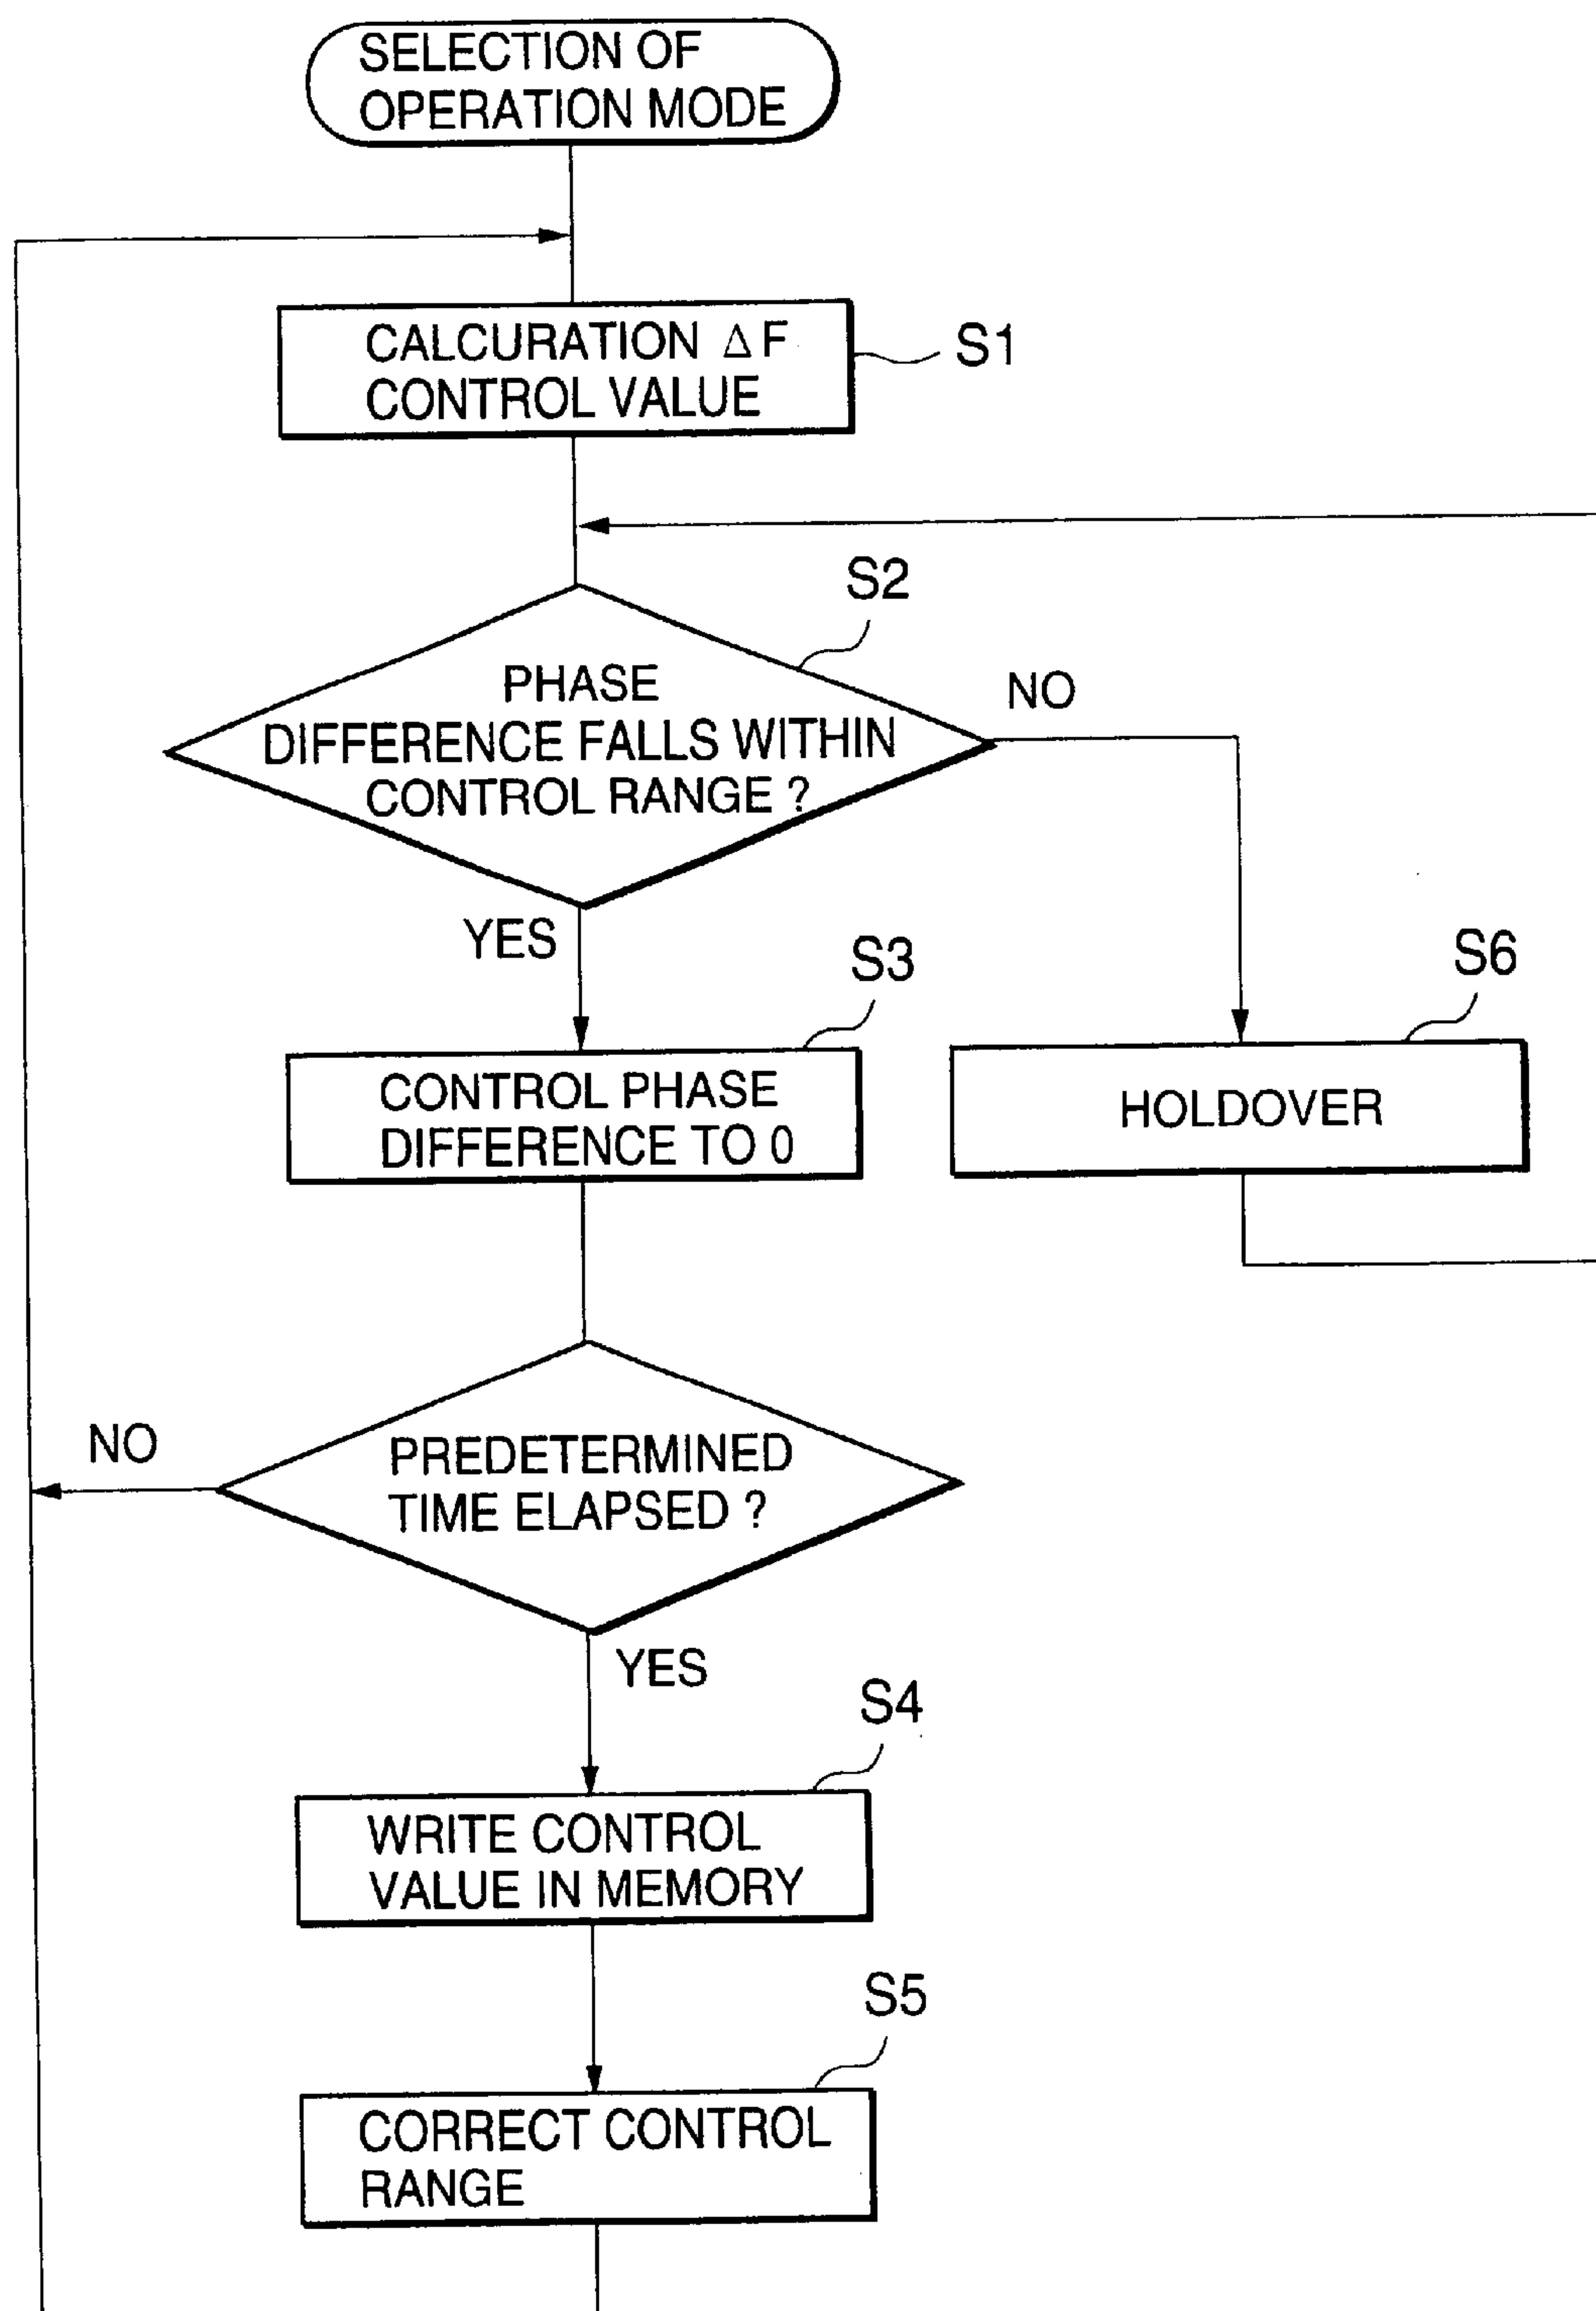 SELECTION OF
OPERATION MODE
CALCURATION ΔF
CONTROL VALUE
S1
S2
PHASE
DIFFERENCE FALLS WITHIN
CONTROL RANGE ?
NO
YES
S3
CONTROL PHASE
DIFFERENCE TO 0
S6
HOLDOVER
NO
PREDETERMINED
TIME ELAPSED ?
YES
S4
WRITE CONTROL
VALUE IN MEMORY
S5
CORRECT CONTROL
RANGE